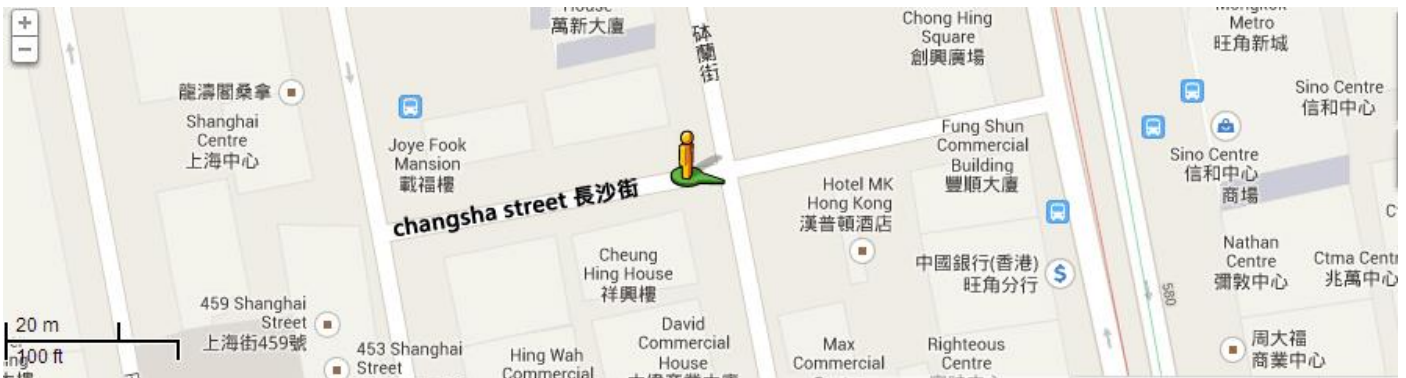 House
萬新大廈
砵蘭街
Chong Hing
Square
創興廣場
Metro
旺角新城
龍濤閣桑拿
Shanghai
Centre
上海中心
Joye Fook
Mansion
載福樓
Fung Shun
Commercial
Building
豐順大廈
Sino Centre
信和中心
Sino Centre
信和中心
商場
Hotel MK
Hong Kong
漢普頓酒店
changsha street 長沙街
Cheung
Hing House
祥興樓
中國銀行(香港)
旺角分行
$
Nathan
Centre
彌敦中心
Ctma Cent
兆萬中心
580
459 Shanghai
Street
上海街459號
20 m
100 ft
453 Shanghai
Street
Hing Wah
Commercial
David
Commercial
House
Max
Commercial
Righteous
Centre
周大福
商業中心